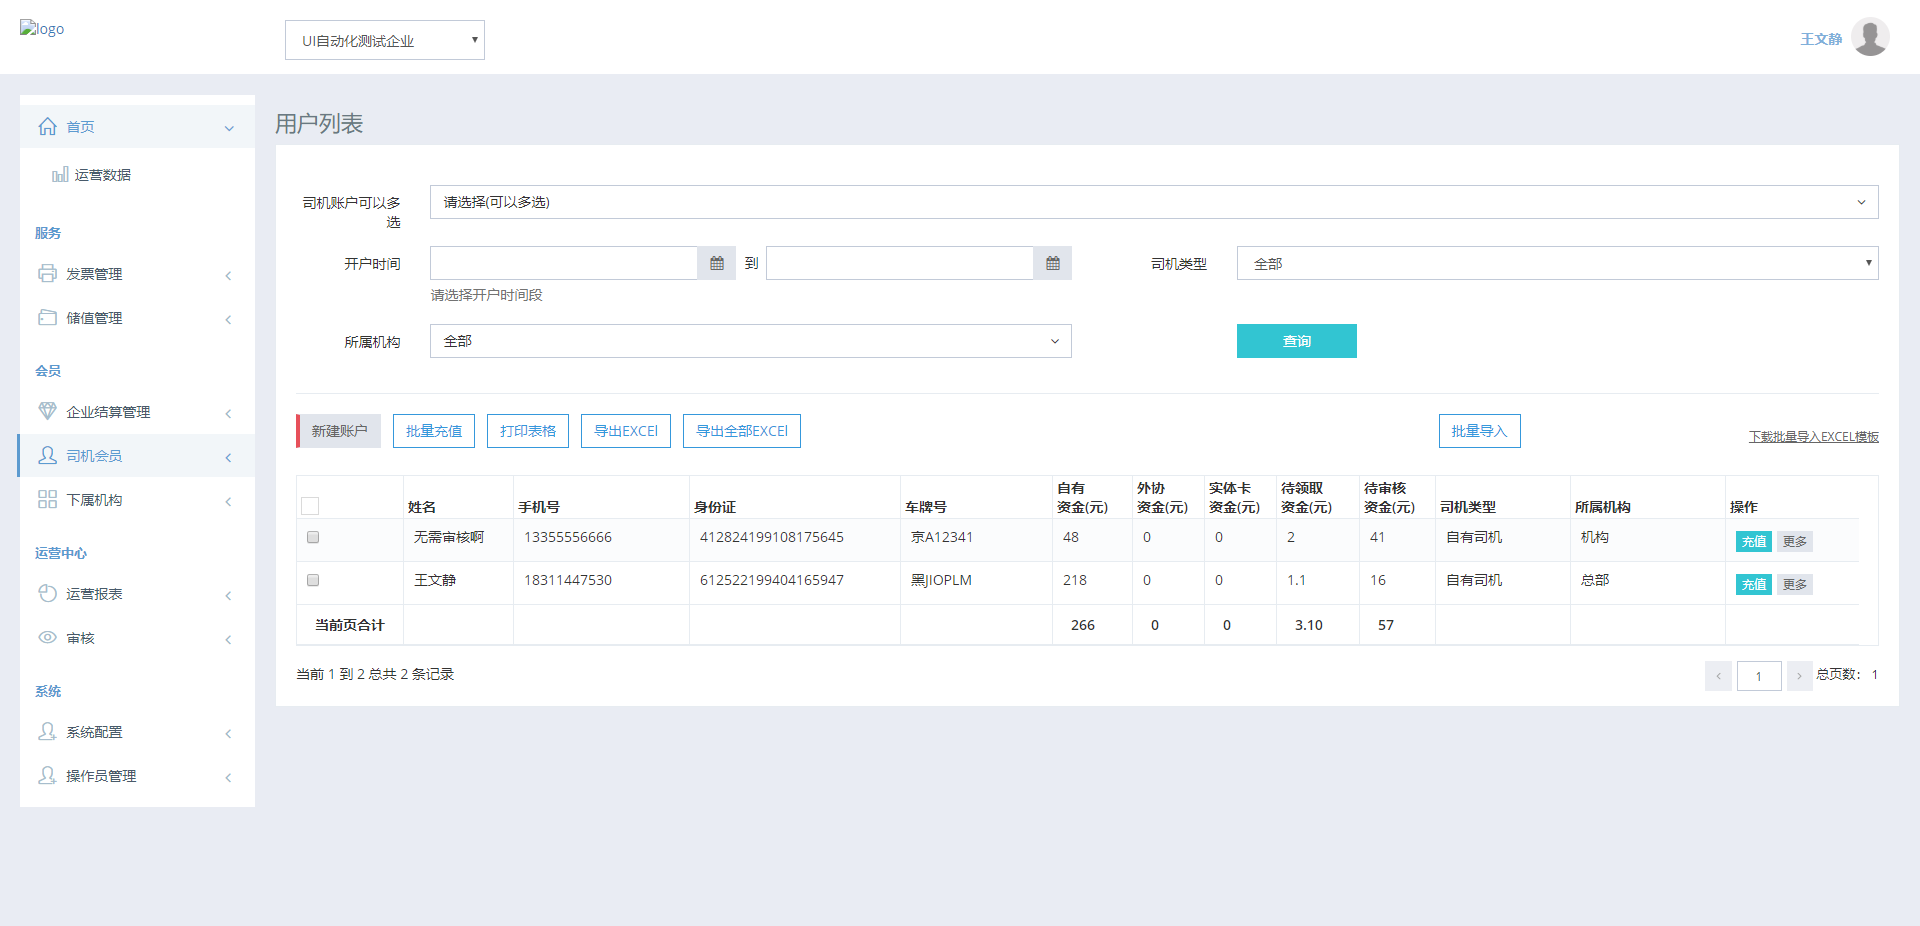 logo
UI自动化测试企业
王文静
首页
运营数据
服务
发票管理
储值管理
会员
企业结算管理
司机会员
下属机构
运营中心
运营报表
审核
系统
系统配置
操作员管理
用户列表
司机账户可以多
选
请选择(可以多选)
开户时间
到
司机类型
全部
请选择开户时间段
所属机构
全部
查询
新建账户
批量充值
打印表格
导出EXCEl
导出全部EXCEl
批量导入
下载批量导入EXCEL模板
姓名 手机号 身份证 车牌号 自有资金(元) 外协资金(元) 实体卡资金(元) 待领取资金(元) 待审核资金(元) 司机类型 所属机构 操作
无需审核啊 13355556666 412824199108175645 京A12341 48 0 0 2 41 自有司机 机构 充值 更多
王文静 18311447530 612522199404165947 黑JIOPLM 218 0 0 1.1 16 自有司机 总部 充值 更多
当前页合计 266 0 0 3.10 57
当前 1 到 2 总共 2 条记录
1
总页数： 1